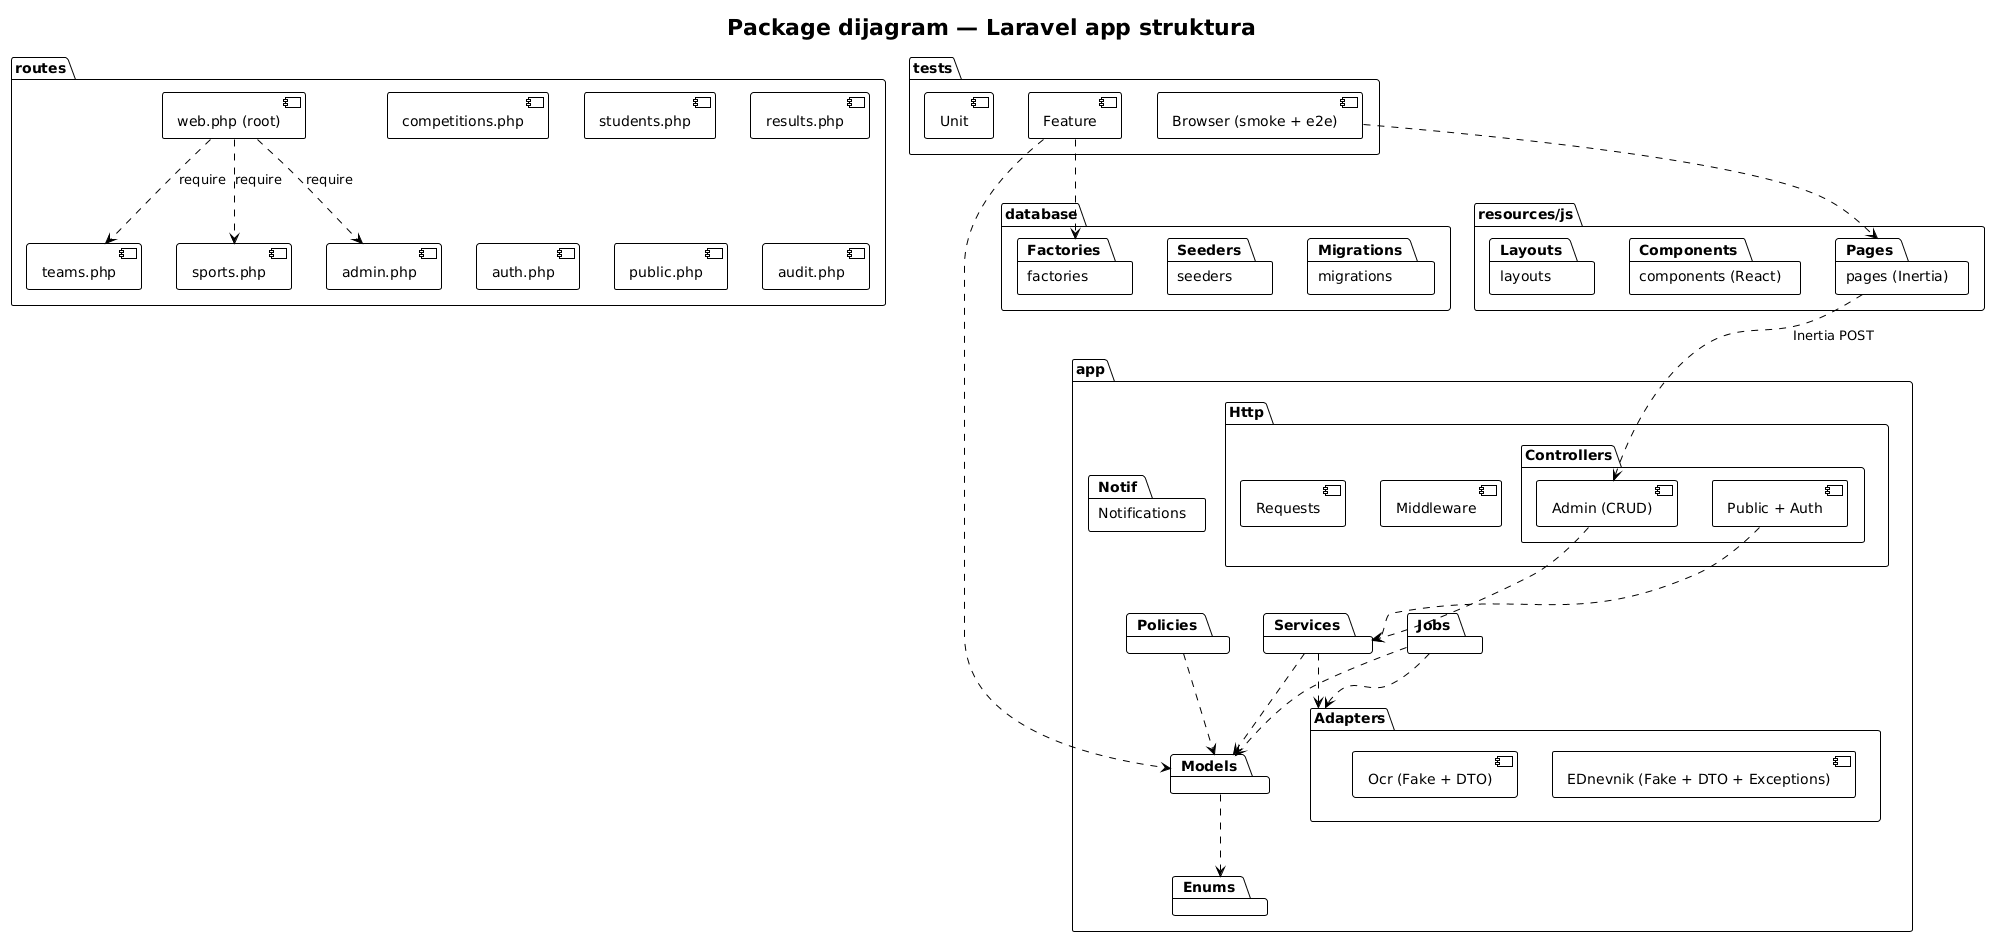 Package dijagram — Laravel app struktura
routes
web.php (root)
competitions.php
students.php
results.php
require
require
require
teams.php
sports.php
admin.php
auth.php
public.php
audit.php
tests
Unit
Feature
Browser (smoke + e2e)
database
Factories
factories
Seeders
seeders
Migrations
migrations
resources/js
Layouts
layouts
Components
components (React)
Pages
pages (Inertia)
Inertia POST
app
Http
Controllers
Notif
Notifications
Requests
Middleware
Admin (CRUD)
Public + Auth
Policies
Services
Jobs
Adapters
Ocr (Fake + DTO)
EDnevnik (Fake + DTO + Exceptions)
Models
Enums